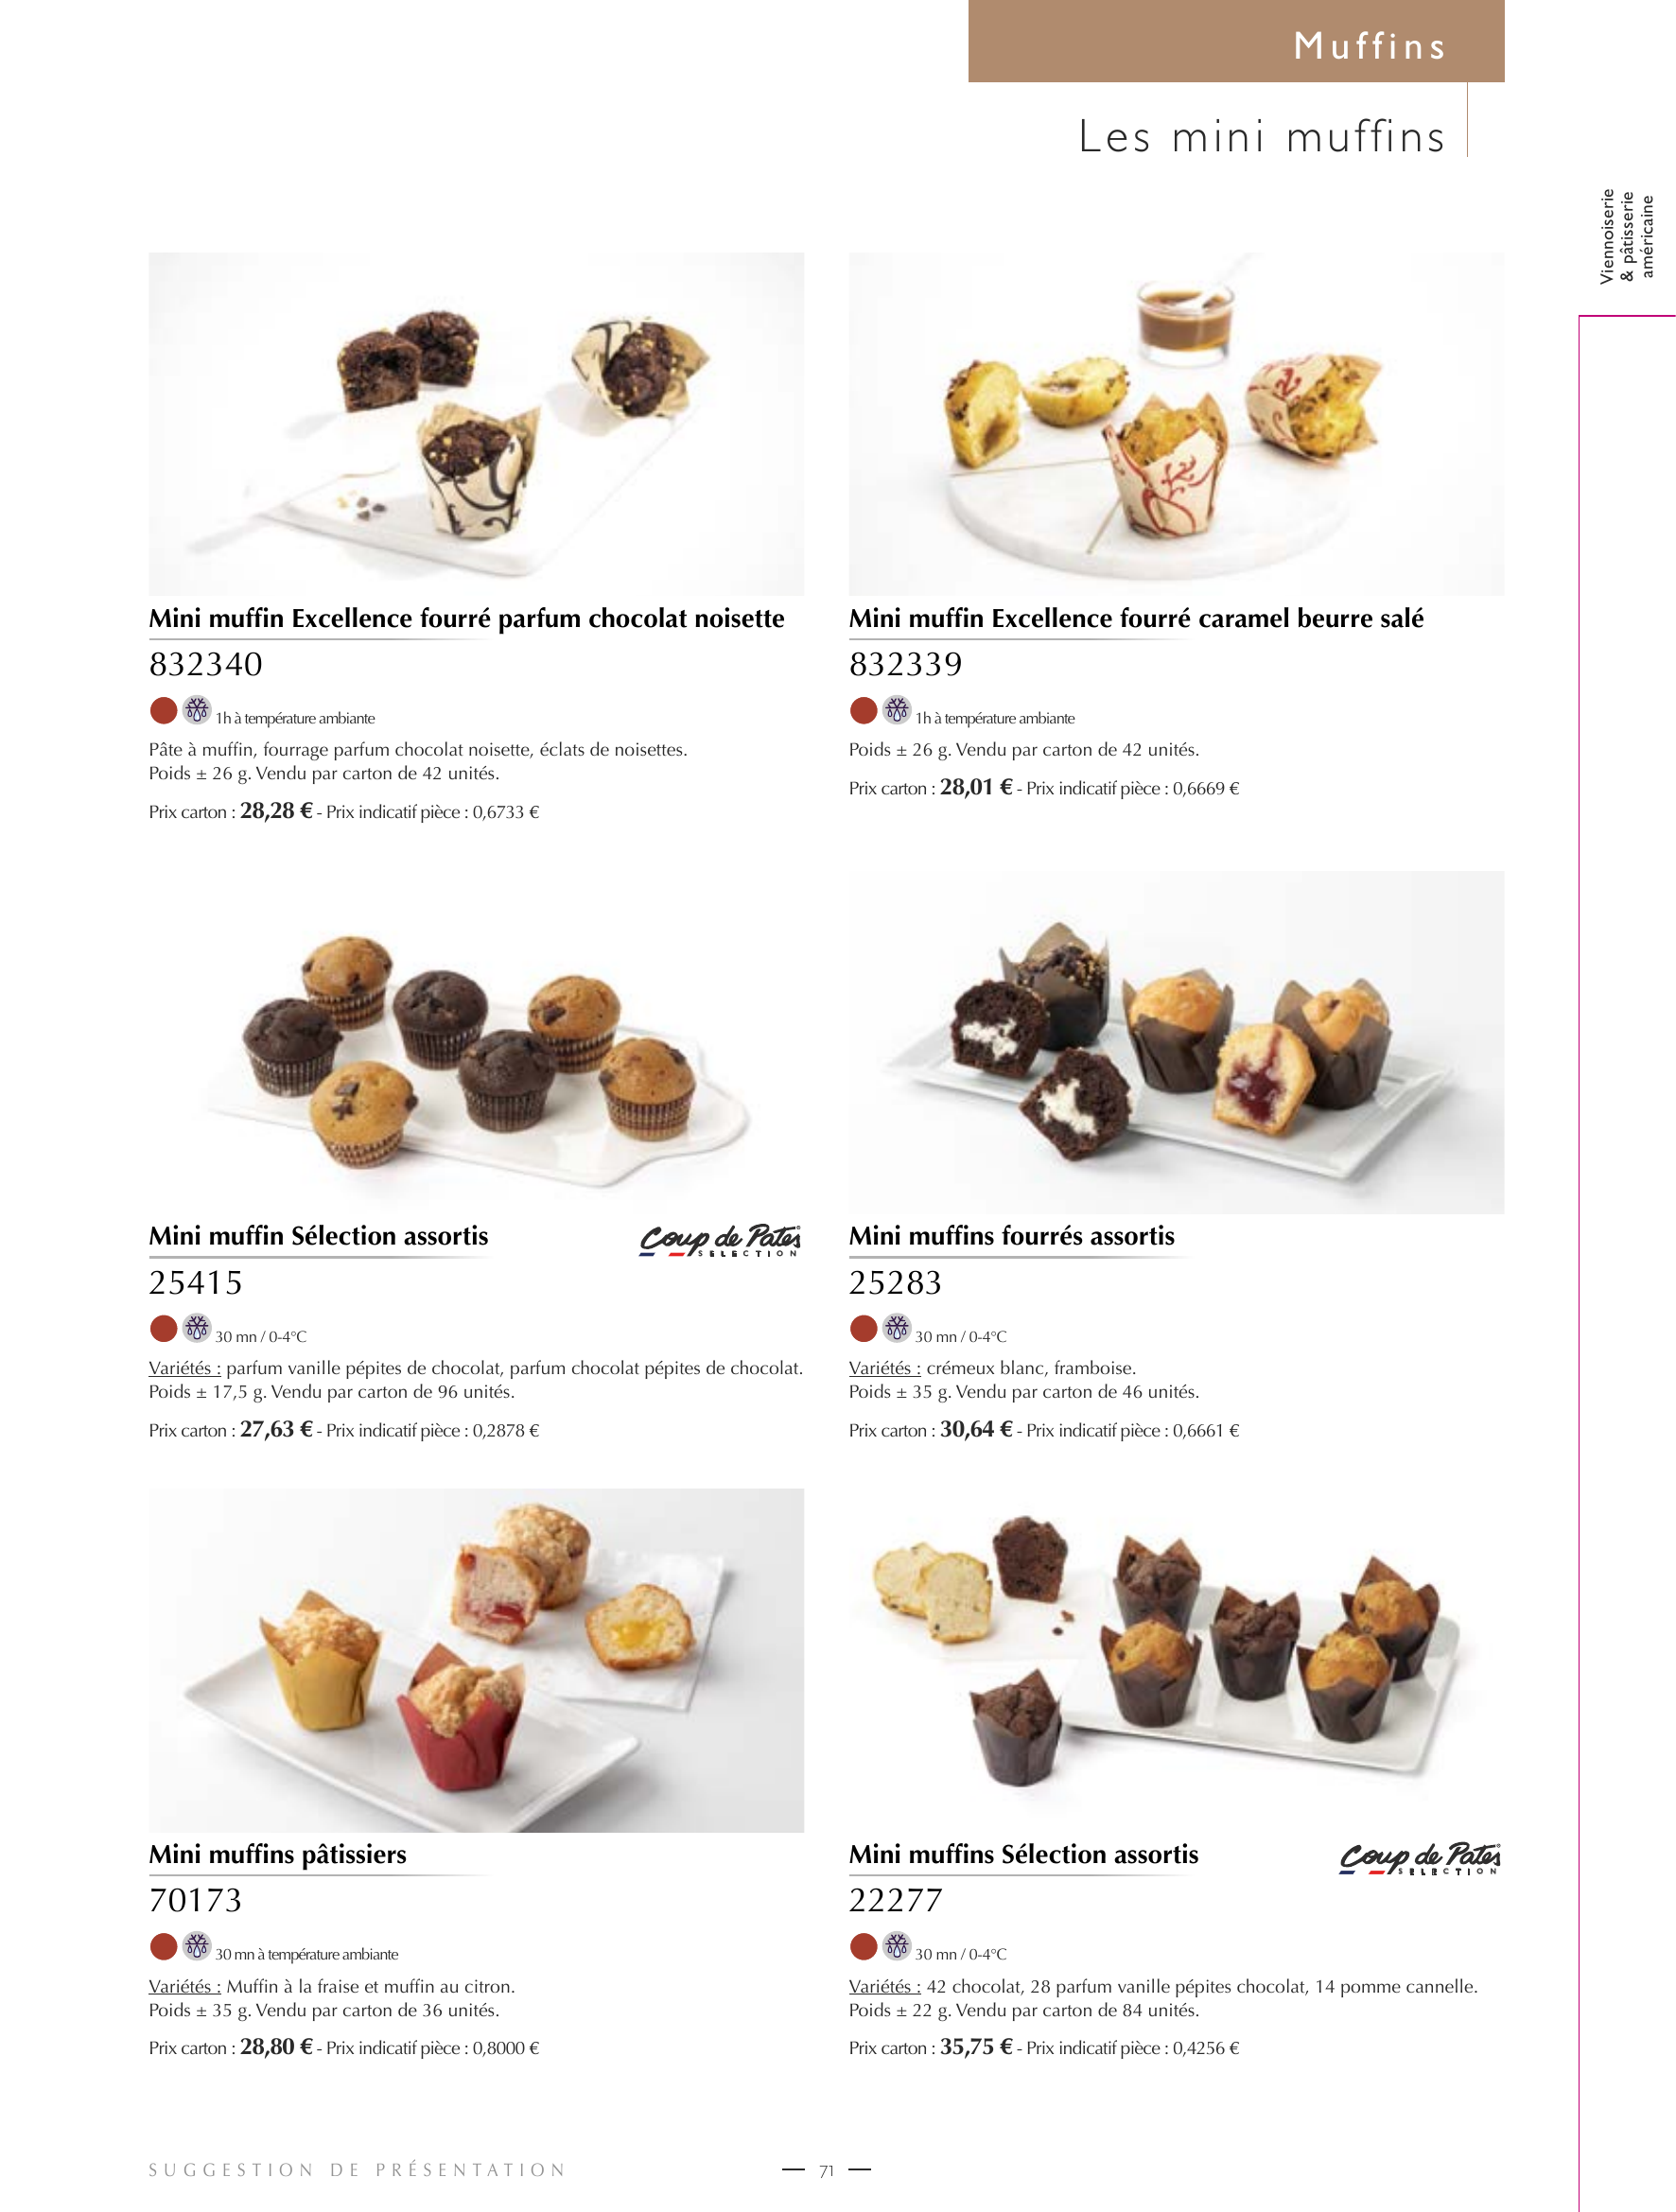 Muffins
Les mini muffins
Viennoiserie
& pâtisserie
américaine
Mini muffin Excellence fourré parfum chocolat noisette
832340
1h à température ambiante
Pâte à muffin, fourrage parfum chocolat noisette, éclats de noisettes.
Poids ± 26 g. Vendu par carton de 42 unités.
Prix carton : 28,28 € - Prix indicatif pièce : 0,6733 €
Mini muffin Excellence fourré caramel beurre salé
832339
1h à température ambiante
Poids ± 26 g. Vendu par carton de 42 unités.
Prix carton : 28,01 € - Prix indicatif pièce : 0,6669 €
Mini muffin Sélection assortis
Coup de Pates
SELECTION
25415
30 mn / 0-4°C
Variétés : parfum vanille pépites de chocolat, parfum chocolat pépites de chocolat.
Poids ± 17,5 g. Vendu par carton de 96 unités.
Prix carton : 27,63 € - Prix indicatif pièce : 0,2878 €
Mini muffins fourrés assortis
25283
30 mn / 0-4°C
Variétés : crémeux blanc, framboise.
Poids ± 35 g. Vendu par carton de 46 unités.
Prix carton : 30,64 € - Prix indicatif pièce : 0,6661 €
Mini muffins pâtissiers
70173
30 mn à température ambiante
Variétés : Muffin à la fraise et muffin au citron.
Poids ± 35 g. Vendu par carton de 36 unités.
Prix carton : 28,80 € - Prix indicatif pièce : 0,8000 €
Mini muffins Sélection assortis
Coup de Pates
SELECTION
22277
30 mn / 0-4°C
Variétés : 42 chocolat, 28 parfum vanille pépites chocolat, 14 pomme cannelle.
Poids ± 22 g. Vendu par carton de 84 unités.
Prix carton : 35,75 € - Prix indicatif pièce : 0,4256 €
SUGGESTION DE PRÉSENTATION
71